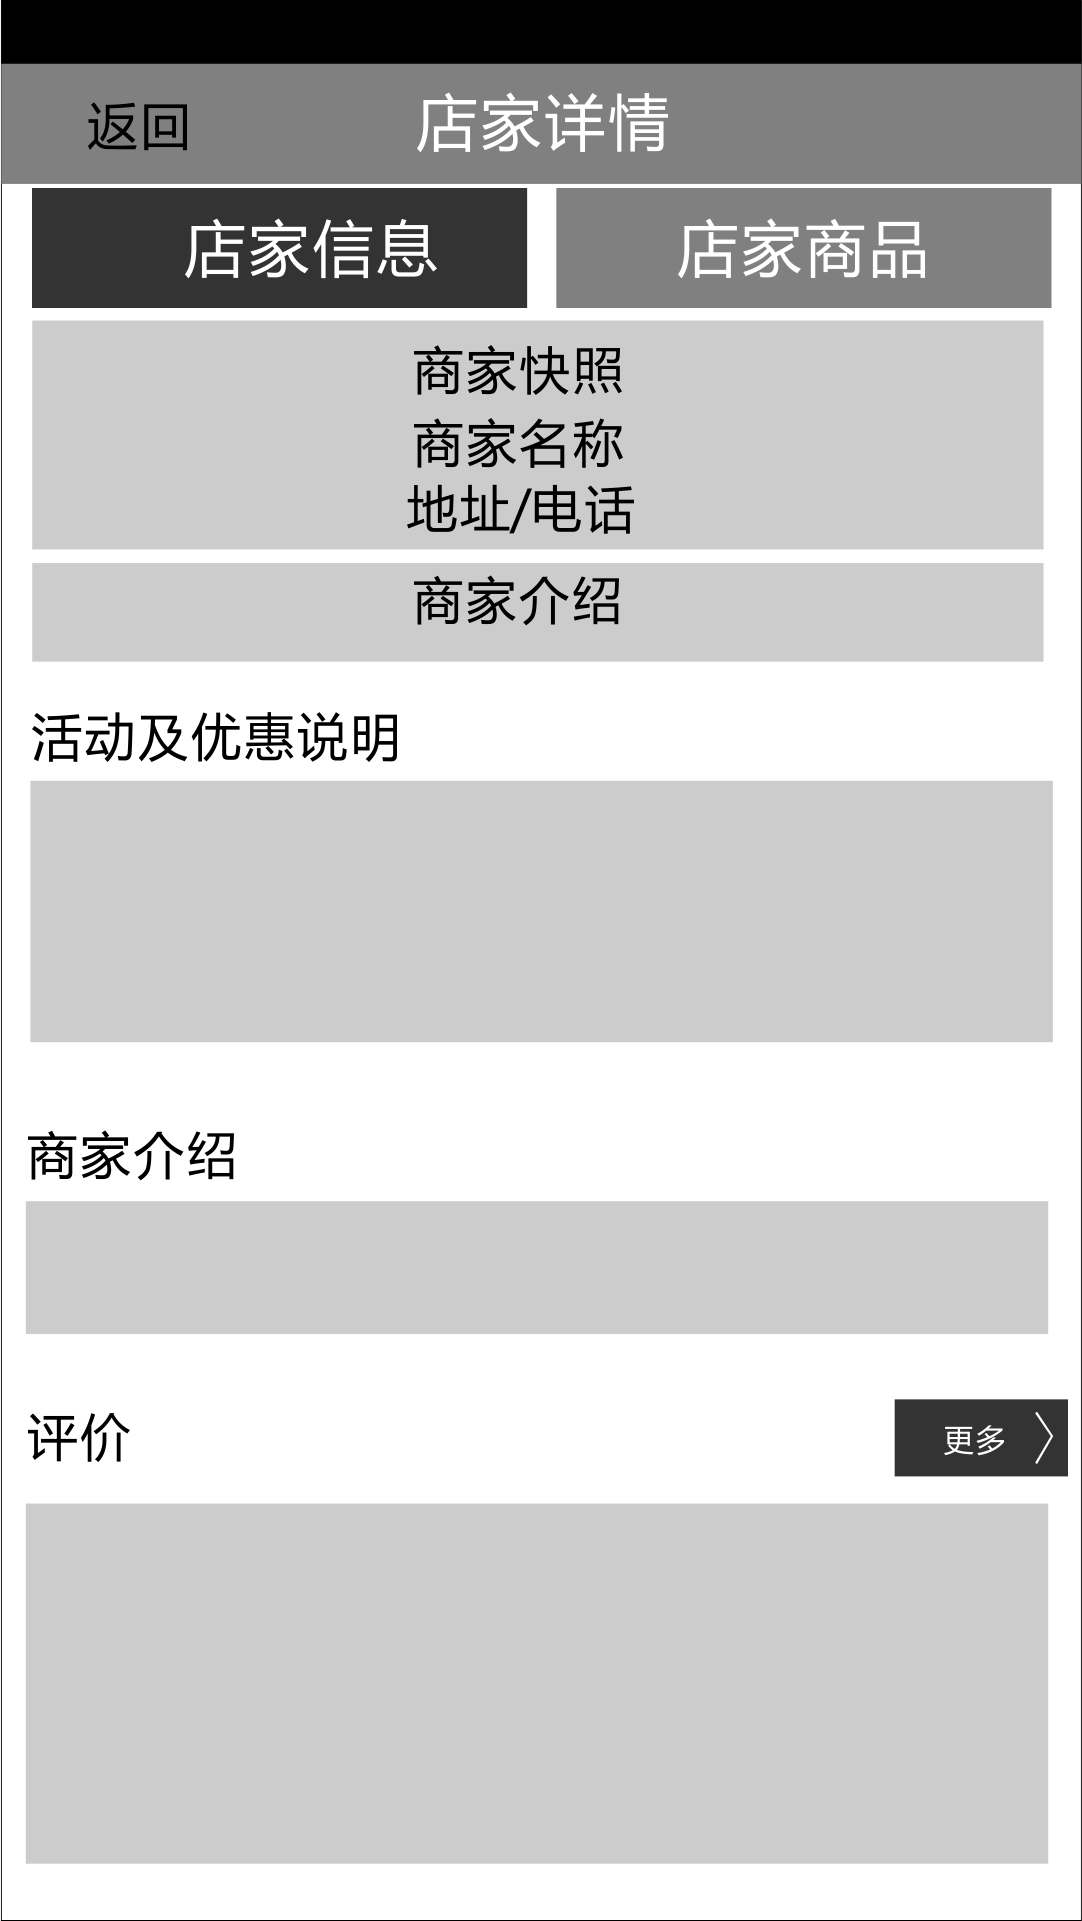 返回
店家详情
店家信息
店家商品
商家快照
商家名称
地址/电话
商家介绍
活动及优惠说明
商家介绍
评价
更多